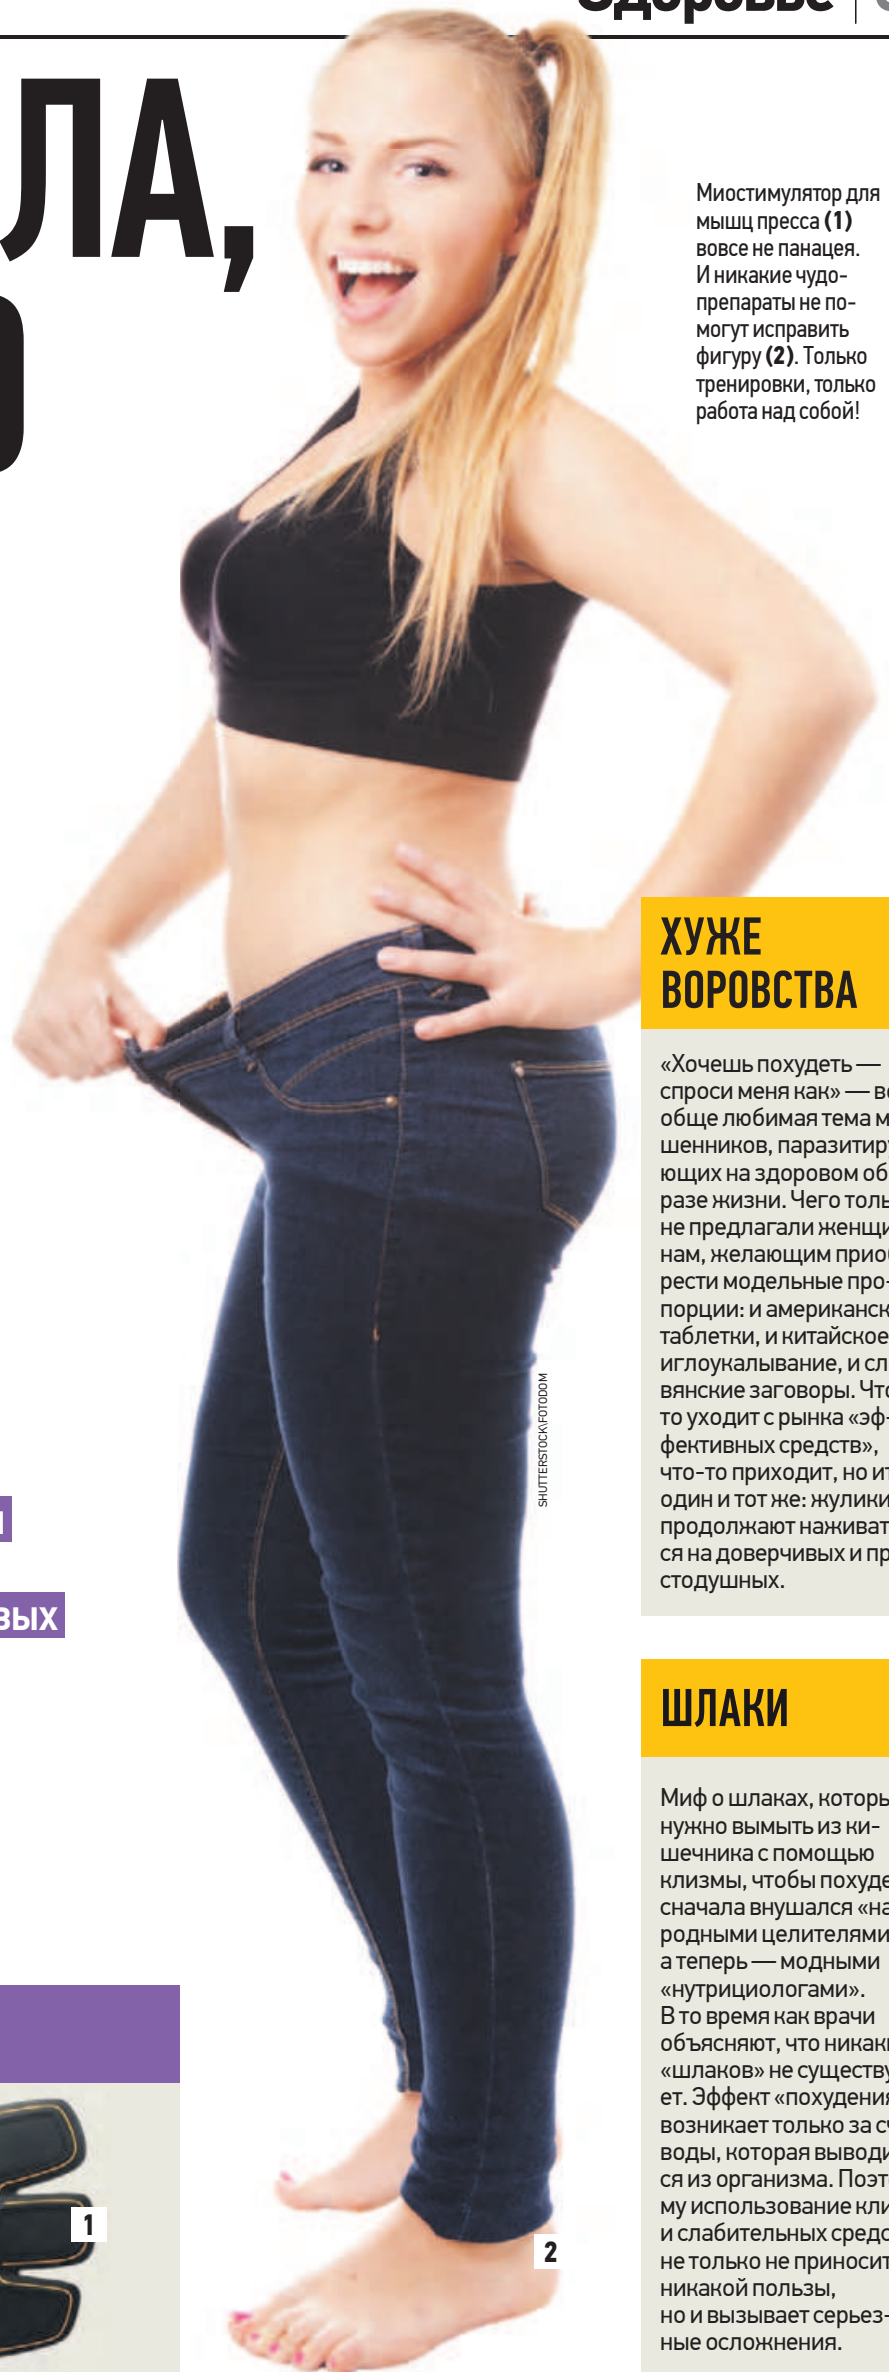 Здоровье
ЛА,
Миостимулятор для
мышц пресса (1)
вовсе не панацея.
И никакие чудо-
препараты не по-
могут исправить
фигуру (2). Только
тренировки, только
работа над собой!
ХУЖЕ
ВОРОВСТВА
«Хочешь похудеть —
спроси меня как» — во
обще любимая тема м
шенников, паразитиру
ющих на здоровом об
разе жизни. Чего толь
не предлагали женщи
нам, желающим приоб
рести модельные про-
порции: и американск
таблетки, и китайское
иглоукалывание, и сл
вянские заговоры. Что
то уходит с рынка «эф-
фективных средств»,
что-то приходит, но ит
один и тот же: жулики
продолжают наживат
ся на доверчивых и пр
стодушных.
SHUTTERSTOCK\FOTODOM
вых
ШЛАКИ
Миф о шлаках, которы
нужно вымыть из ки-
шечника с помощью
клизмы, чтобы похуде
сначала внушался «на
родными целителями
а теперь — модными
«нутрициологами».
В то время как врачи
объясняют, что никаки
«шлаков» не существу
ет. Эффект «похудения
возникает только за сч
воды, которая выводи
ся из организма. Поэт
му использование кли
и слабительных средс
не только не приносит
никакой пользы,
но и вызывает серьез-
ные осложнения.
1
2